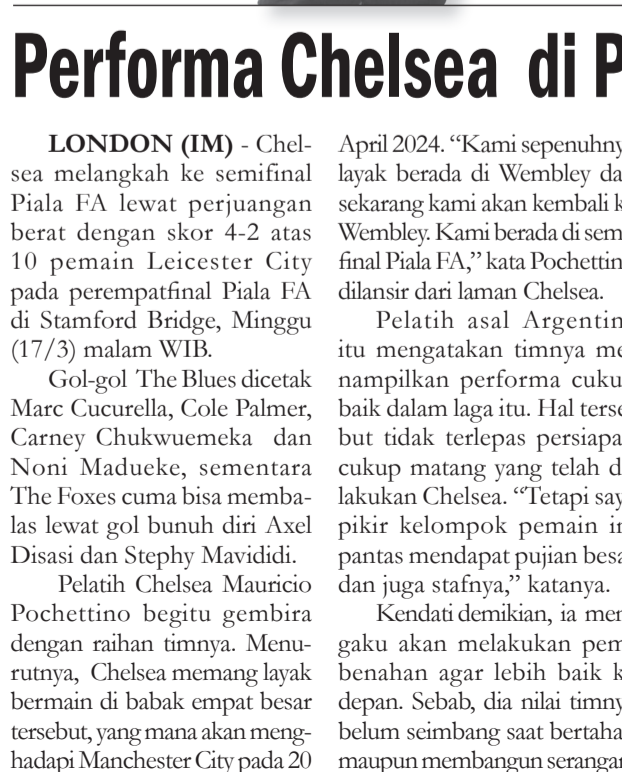 Performa Chelsea di P
LONDON (IM) - Chel-
sea melangkah ke semifinal
Piala FA lewat perjuangan
berat dengan skor 4-2 atas
10 pemain Leicester City
pada perempatfinal Piala FA
di Stamford Bridge, Minggu
(17/3) malam WIB.
Gol-gol The Blues dicetak
Marc Cucurella, Cole Palmer,
Carney Chukwuemeka dan
Noni Madueke, sementara
The Foxes cuma bisa memba-
las lewat gol bunuh diri Axel
Disasi dan Stephy Mavididi.
Pelatih Chelsea Mauricio
Pochettino begitu gembira
dengan raihan timnya. Menu-
rutnya, Chelsea memang layak
bermain di babak empat besar
tersebut, yang mana akan meng-
hadapi Manchester City pada 20
April 2024. “Kami sepenuhny
layak berada di Wembley da
sekarang kami akan kembali k
Wembley. Kami berada di sem
final Piala FA,” kata Pochettin
dilansir dari laman Chelsea.
Pelatih asal Argentin
itu mengatakan timnya me
nampilkan performa cuku
baik dalam laga itu. Hal terse
but tidak terlepas persiapa
cukup matang yang telah d
lakukan Chelsea. “Tetapi say
pikir kelompok pemain in
pantas mendapat pujian besa
dan juga stafnya,” katanya.
Kendati demikian, ia men
gaku akan melakukan pem
benahan agar lebih baik k
depan. Sebab, dia nilai timny
belum seimbang saat bertaha
maupun membangun serangan